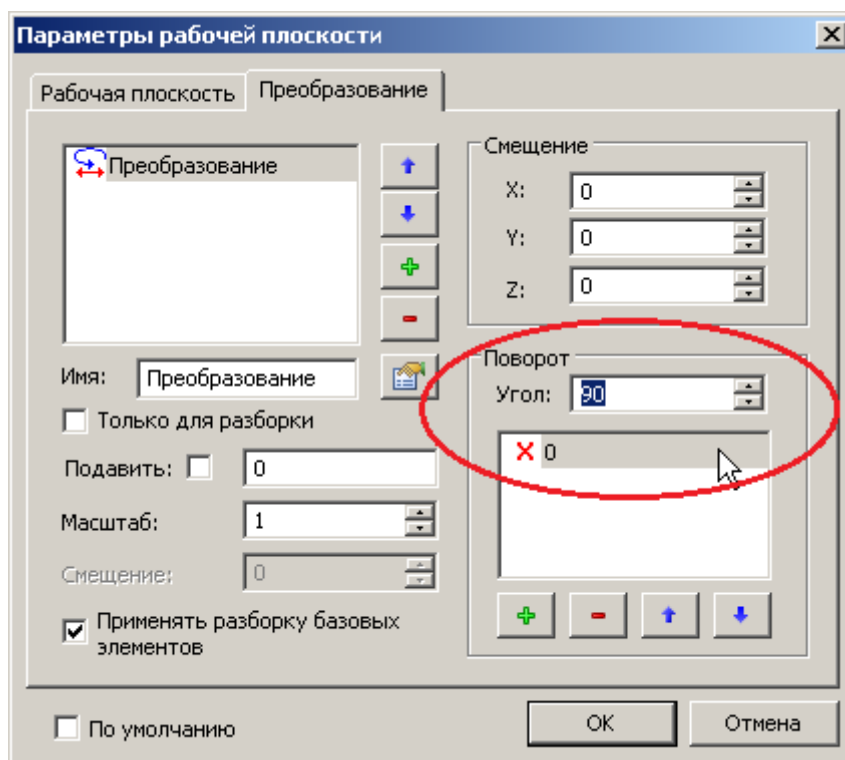 Параметры рабочей плоскости
Рабочая плоскость
Преобразование
Преобразование
Смещение
X:
0
Y:
0
Z:
0
Имя:
Преобразование
Только для разборки
Подавить:
0
Масштаб:
1
Смещение:
0
Применять разборку базовых
элементов
Поворот
Угол:
90
X 0
По умолчанию
OK
Отмена